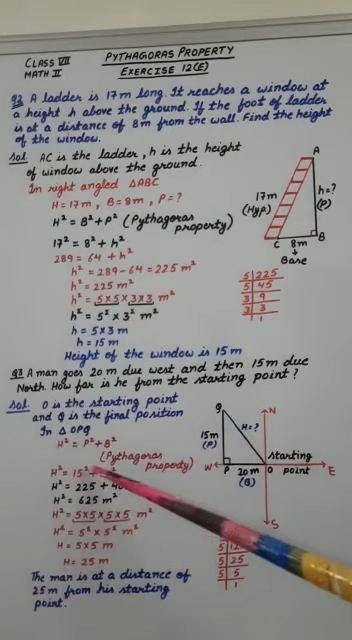 CLASS VII
MATH II
PYTHAGORAS PROPERTY
EXERCISE 12(E)
Q2 A ladder is 17m long. It reaches a window at
a height h above the ground. If the foot of ladder
is at a distance of 8m from the wall. Find the height
of the window.
Sol. AC is the ladder, h is the height
of window above the ground.
In right angled ΔABC
H = 17m, B = 8m, P = ?
H² = B² + P² (Pythagoras
property)
17² = 8² + h²
289 = 64 + h²
h² = 289 - 64 = 225 m²
h² = 225 m²
h² = 5×5 × 3×3 m²
h² = 5² × 3² m²
h = 5×3 m
h = 15m
Height of the window is 15m
A
17m
(Hyp)
h=?
(P)
C 8m B
Base
5 225
5 45
3 9
3 3
1
Q3 A man goes 20m due west and then 15m due
North. How far is he from the starting point?
Sol. O is the starting point
and Q is the final position
In Δ OPQ
H² = P² + B²
(Pythagoras
property)
H² = 15² +
H² = 225 +
H² = 625 m²
H² = 5×5 × 5×5 m²
H² = 5² × 5² m²
H = 5×5 m
H = 25 m
The man is at a distance of
25m from his starting
point.
N
15m
(P)
H=?
starting
W P 20m O point E
(B)
S
5 25
5 5
1